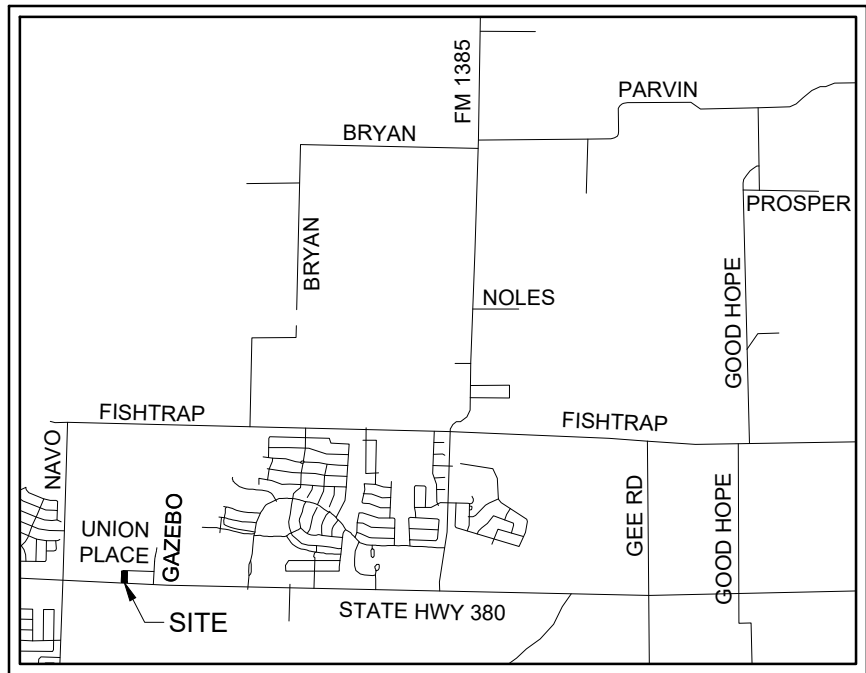 FM 1385
PARVIN
BRYAN
PROSPER
BRYAN
GOOD HOPE
NOLES
FISHTRAP
FISHTRAP
NAVO
GAZEBO
UNION
PLACE
GEE RD
GOOD HOPE
STATE HWY 380
SITE